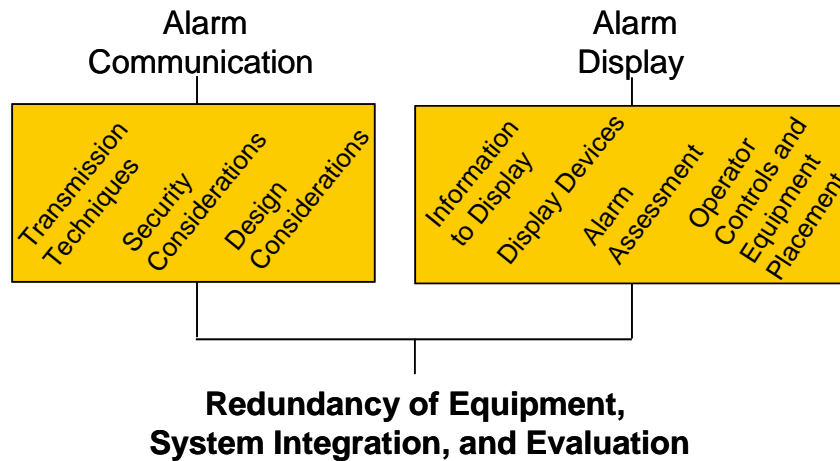 Alarm
Communication
Alarm
Display
Transmission
Techniques
Security
Considerations
Design
Considerations
Information
to Display
Display Devices
Alarm
Assessment
Operator
Controls and
Equipment
Placement
Redundancy of Equipment,
System Integration, and Evaluation